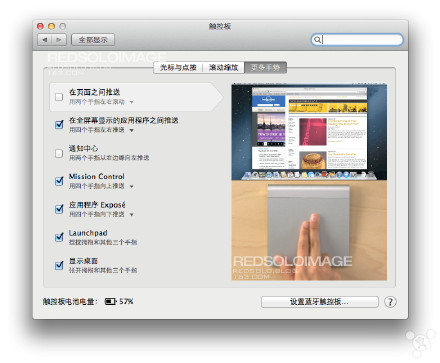 触控板
全部显示
REDSOLOIMAGE
光标与点按 滚动缩放 更多手势
在页面之间推送
用两个手指左右滚动
在全屏幕显示的应用程序之间推送
用四个手指左右推送
通知中心
用两个手指从右边缘向左推送
Mission Control
用四个手指向上推送
应用程序 Exposé
用四个手指向下推送
Launchpad
捏拢拇指和其他三个手指
显示桌面
张开拇指和其他三个手指
REDSOLOIMAGE
REDSOLO.BLOG
163.COM
触控板电池电量： 57%
设置蓝牙触控板... ?